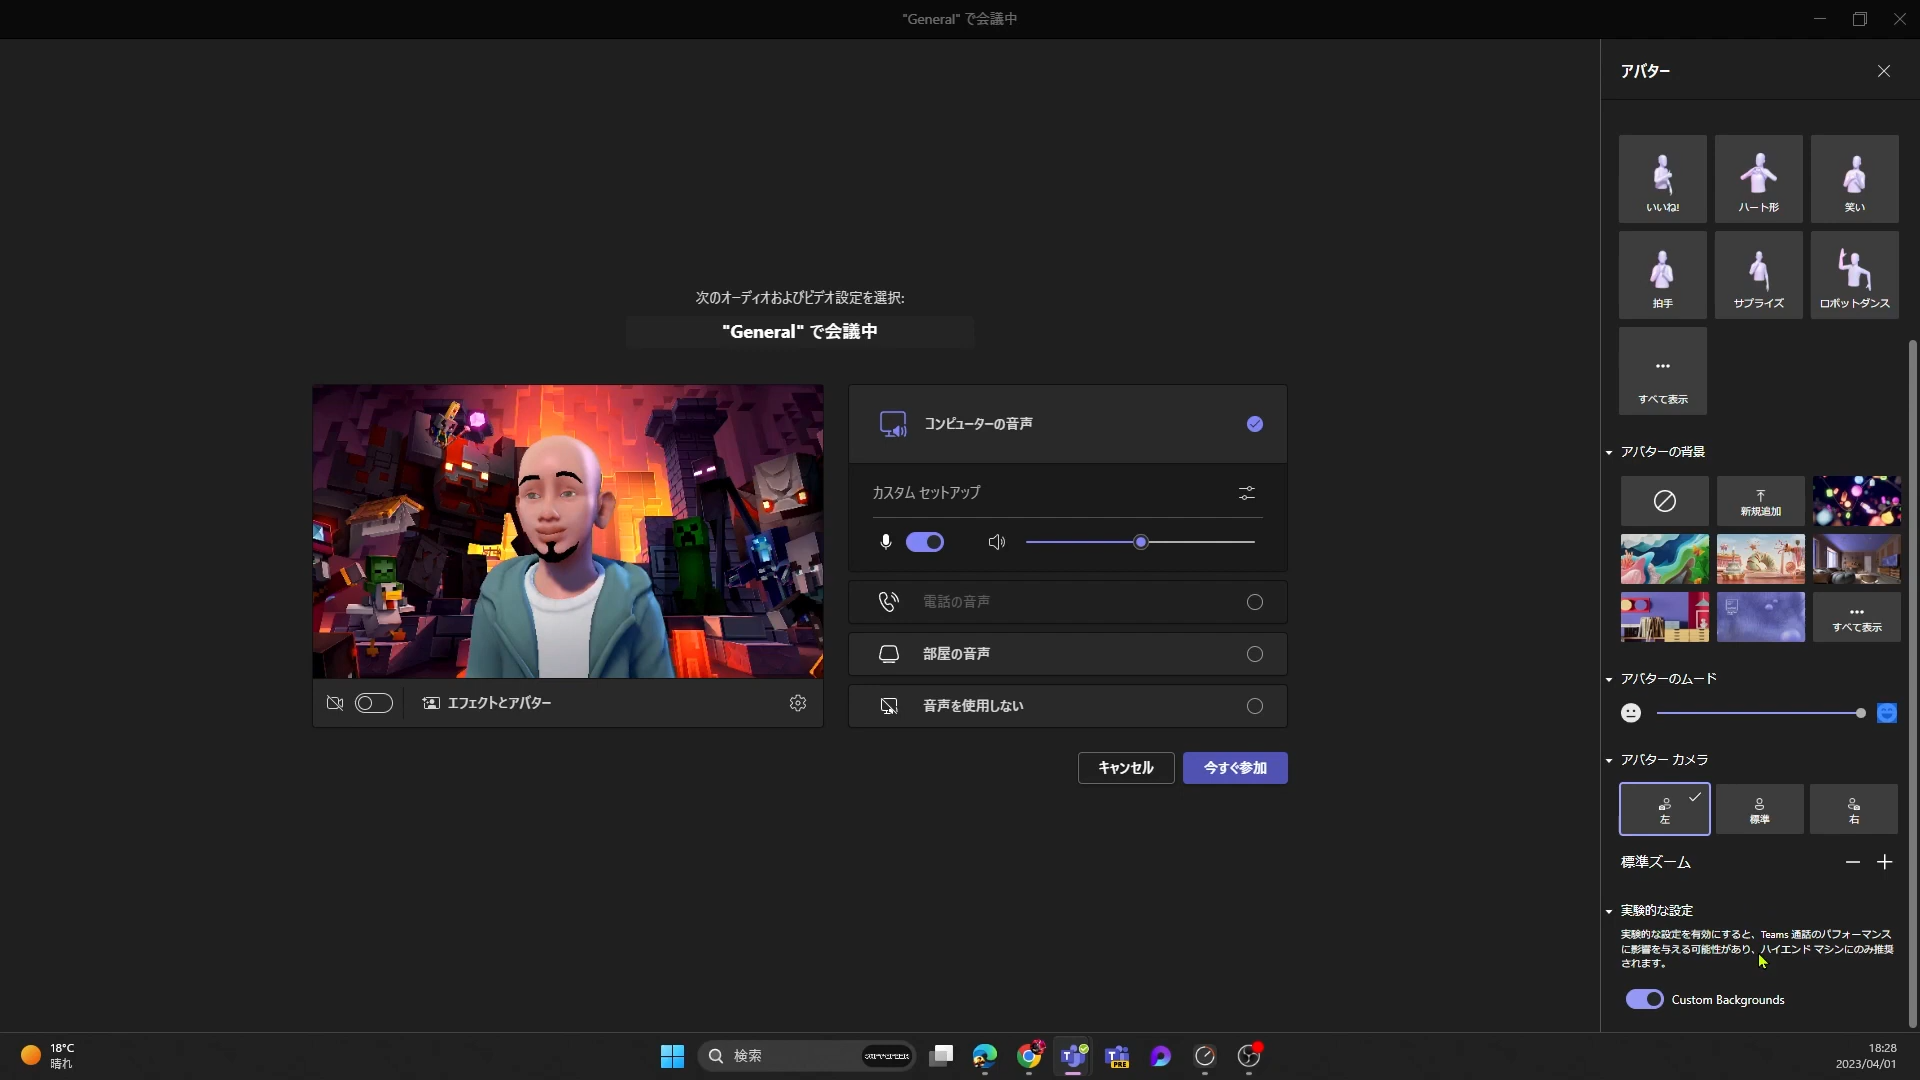 "General" で会議中
アバター
いいね!
ハート形
笑い
拍手
サプライズ
ロボットダンス
すべて表示
次のオーディオおよびビデオ設定を選択:
"General" で会議中
コンピューターの音声
カスタム セットアップ
電話の音声
部屋の音声
音声を使用しない
エフェクトとアバター
キャンセル
今すぐ参加
アバターの背景
新規追加
すべて表示
アバターのムード
アバター カメラ
左
標準
右
標準ズーム
実験的な設定
実験的な設定を有効にすると、Teams 通話のパフォーマンス
に影響を与える可能性があり、ハイエンド マシンにのみ推奨
されます。
Custom Backgrounds
18°C
晴れ
検索
PRE
18:28
2023/04/01